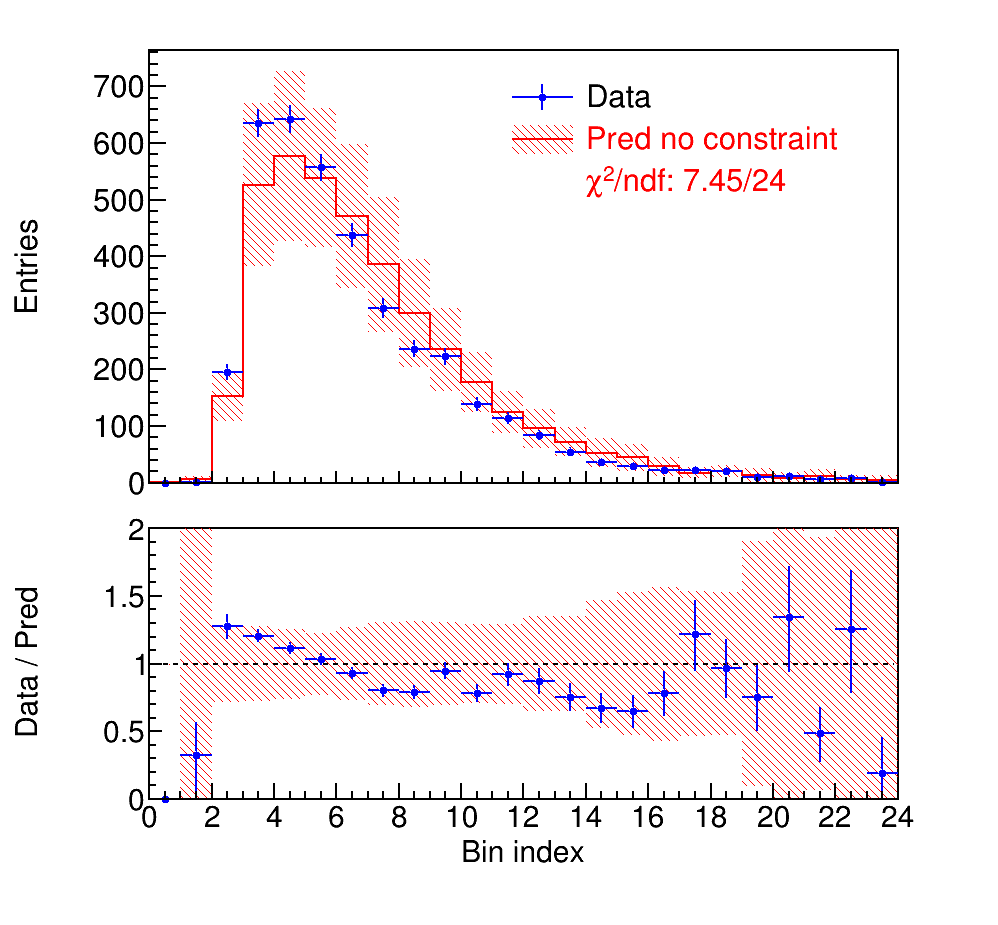 700
600
500
400
300
200
100
0
Entries
Data
Pred no constraint
χ²/ndf: 7.45/24
2
1.5
1
0.5
0
Data / Pred
0 2 4 6 8 10 12 14 16 18 20 22 24
Bin index